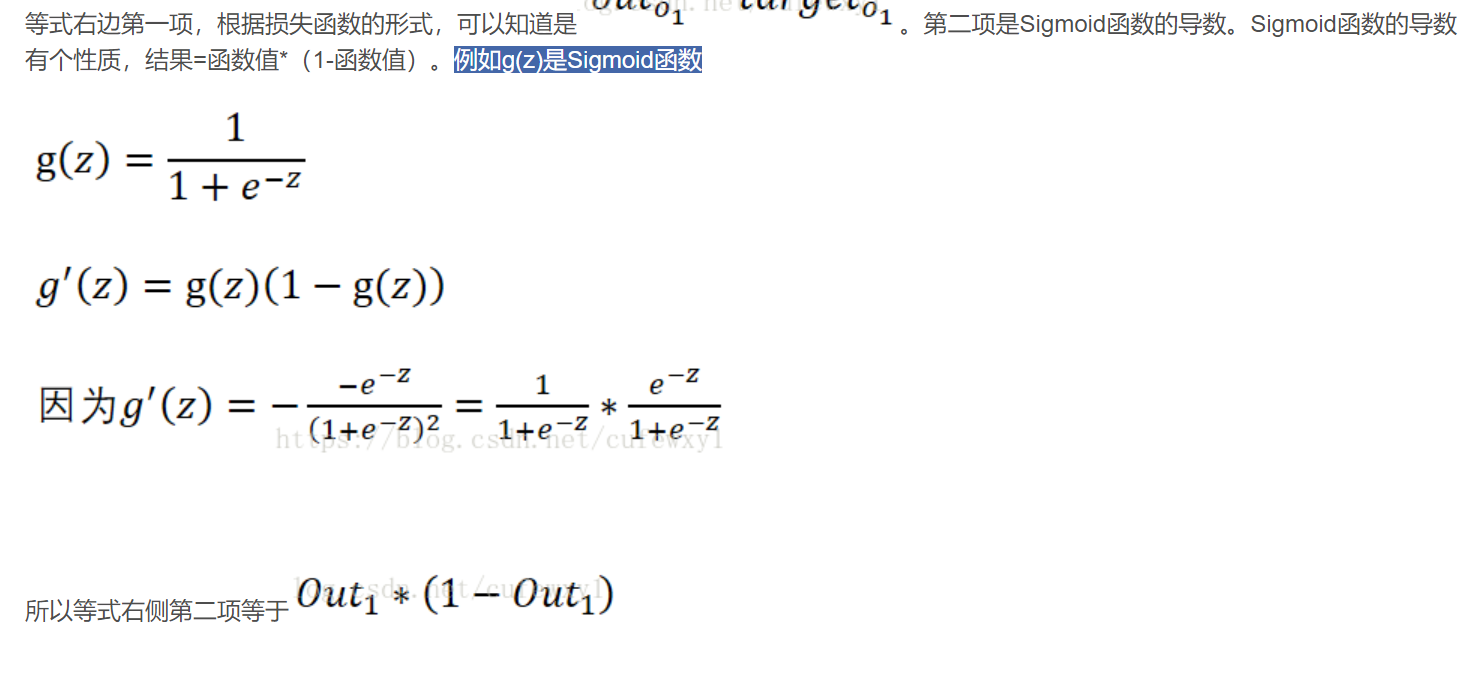 等式右边第一项，根据损失函数的形式，可以知道是 out_{o_1} target_{o_1} 。第二项是Sigmoid函数的导数。Sigmoid函数的导数
有个性质，结果=函数值*（1-函数值）。例如g(z)是Sigmoid函数
g(z) = \frac{1}{1 + e^{-z}}
g'(z) = g(z)(1 - g(z))
因为g'(z) = -\frac{-e^{-z}}{(1+e^{-z})^2} = \frac{1}{1+e^{-z}} * \frac{e^{-z}}{1+e^{-z}}
https://blog.csdn.net/cufewxyl
所以等式右侧第二项等于 Out_1 * (1 - Out_1)